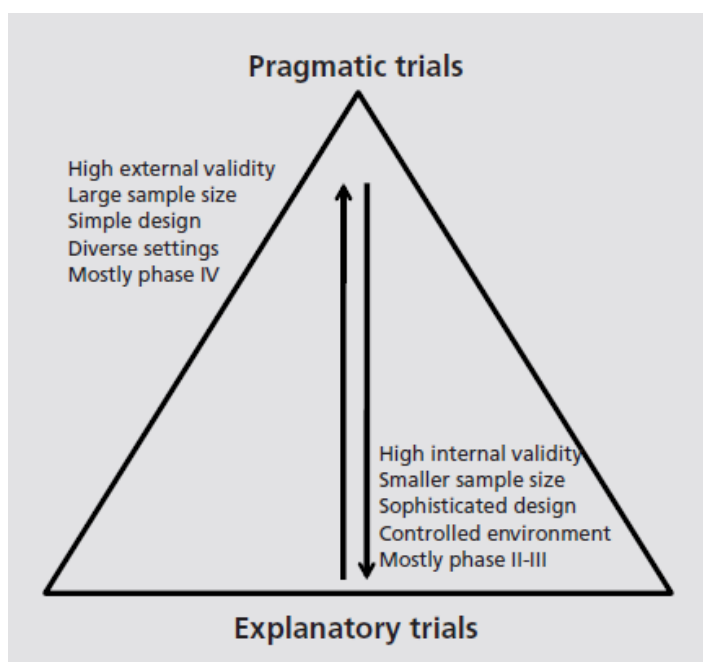 Pragmatic trials
High external validity
Large sample size
Simple design
Diverse settings
Mostly phase IV
High internal validity
Smaller sample size
Sophisticated design
Controlled environment
Mostly phase II-III
Explanatory trials